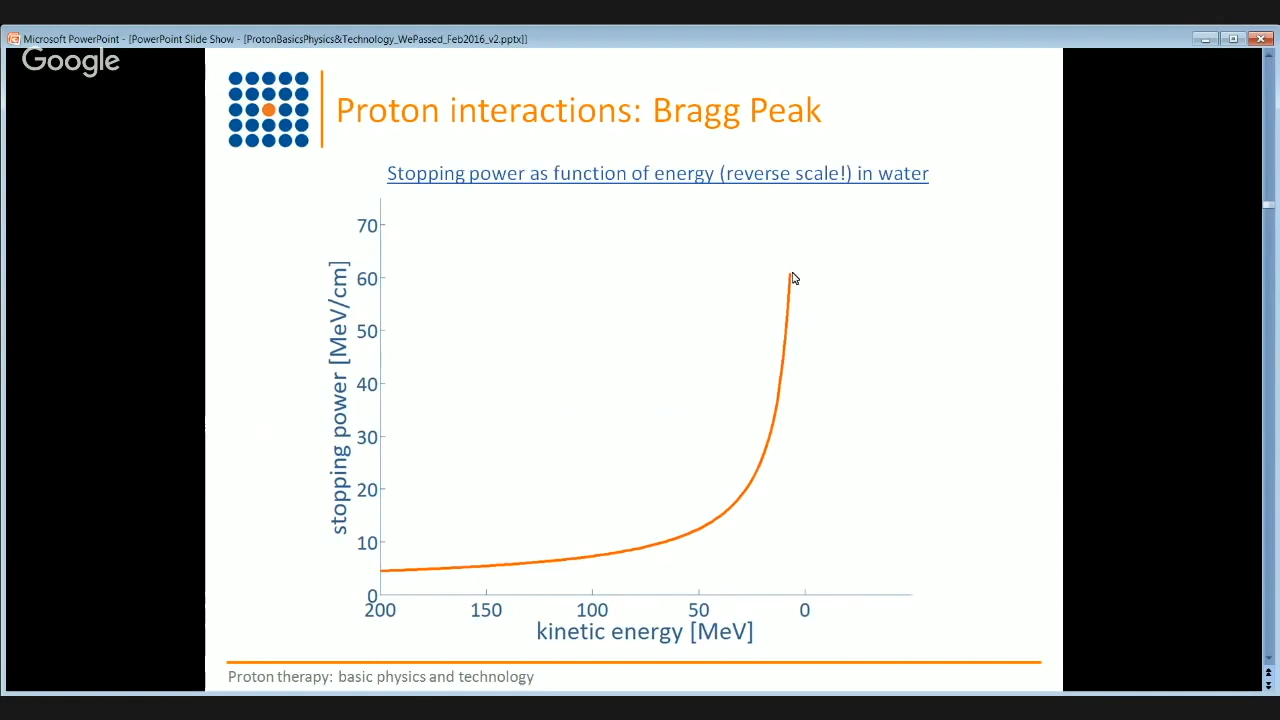 Microsoft PowerPoint - [PowerPoint Slide Show - [ProtonBasicsPhysics&Technology_WePassed_Feb2016_v2.pptx]]
Google
Proton interactions: Bragg Peak
Stopping power as function of energy (reverse scale!) in water
stopping power [MeV/cm]
70
60
50
40
30
20
10
0
200 150 100 50 0
kinetic energy [MeV]
Proton therapy: basic physics and technology